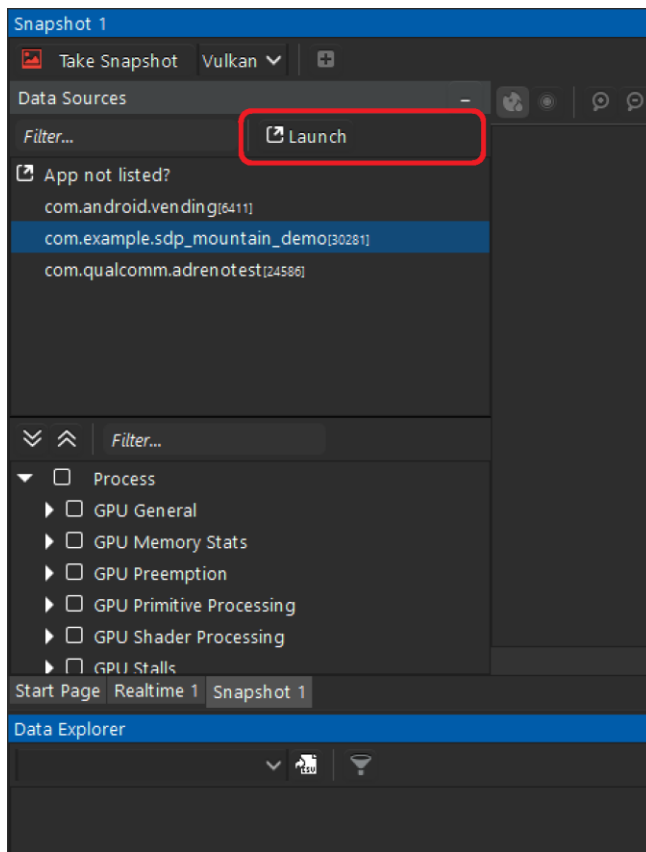 Snapshot 1
Take Snapshot Vulkan
Data Sources
Filter... Launch
App not listed?
com.android.vending[6411]
com.example.sdp_mountain_demo[30281]
com.qualcomm.adrenotest[24586]
Filter...
Process
GPU General
GPU Memory Stats
GPU Preemption
GPU Primitive Processing
GPU Shader Processing
GPU Stalls
Start Page Realtime 1 Snapshot 1
Data Explorer